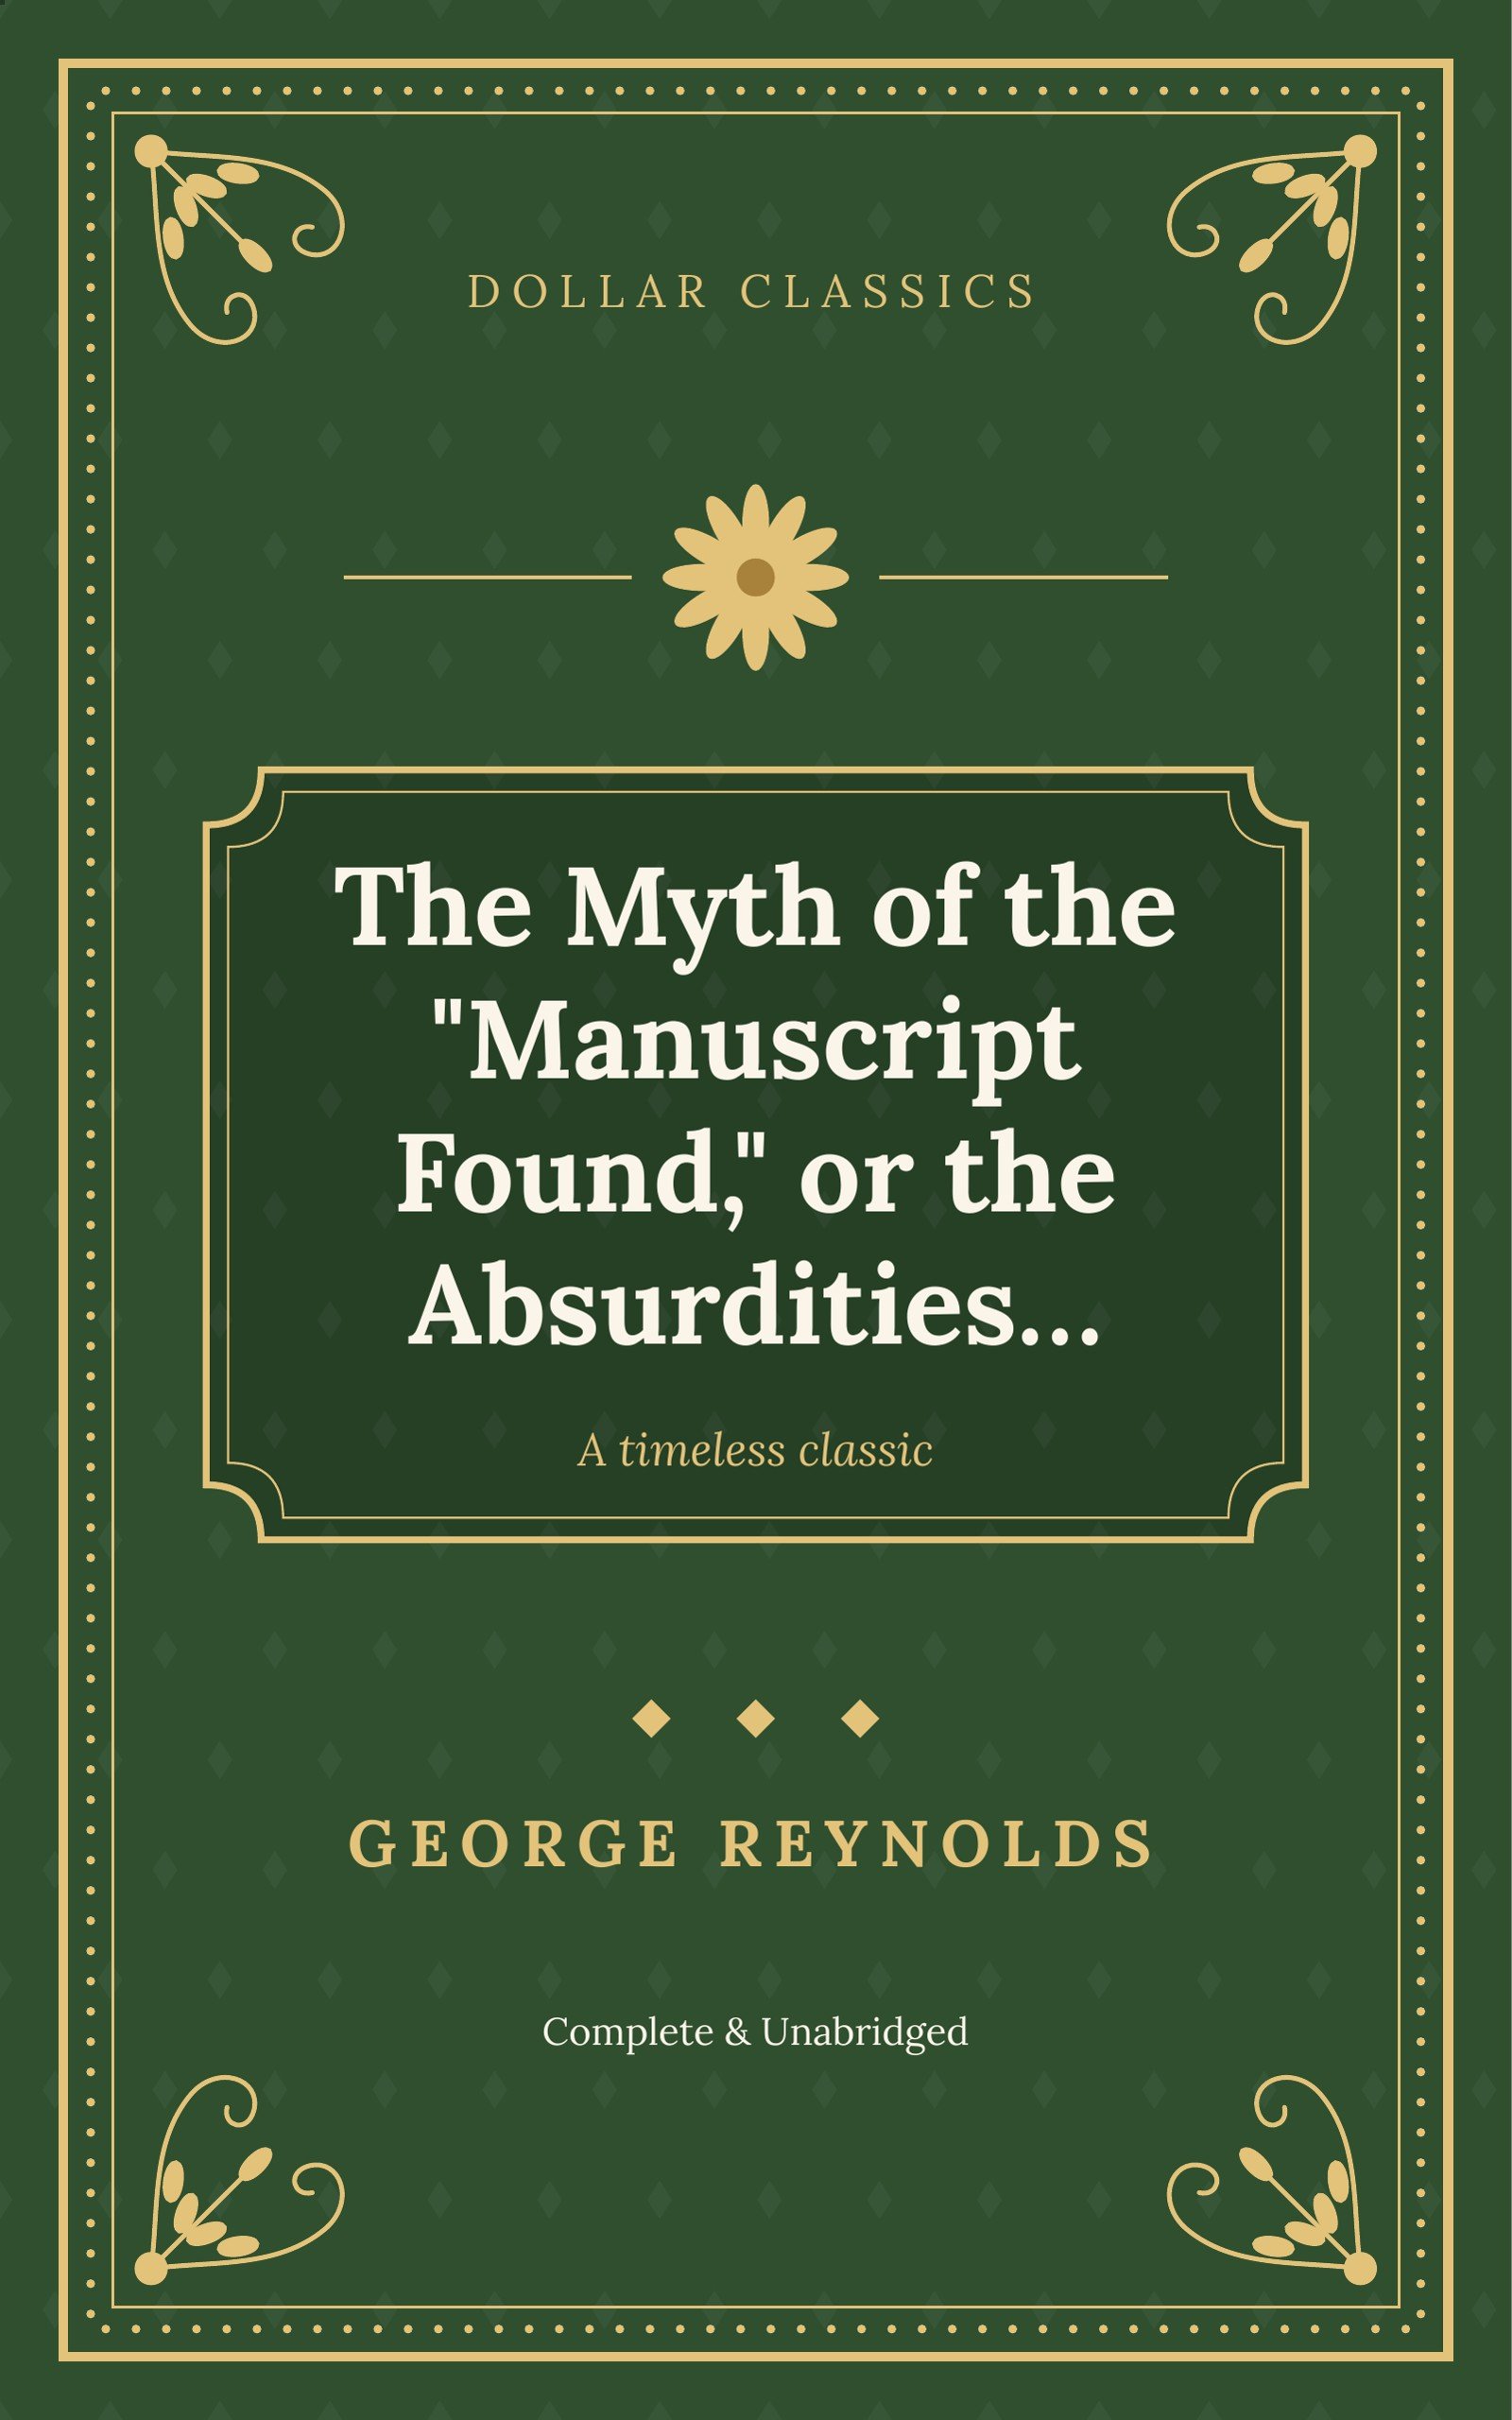 DOLLAR CLASSICS
The Myth of the
"Manuscript
Found," or the
Absurdities...
A timeless classic
GEORGE REYNOLDS
Complete & Unabridged